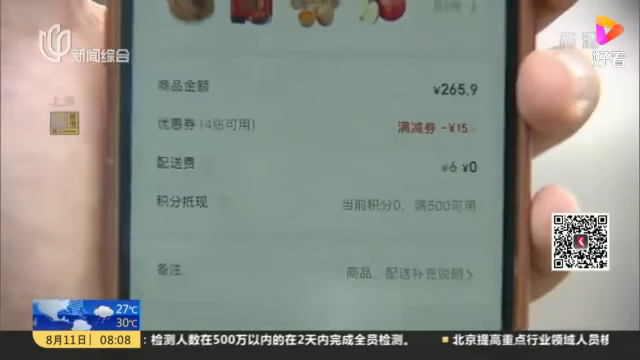 新闻综合
高清
好看
上海
商品金额
¥265.9
优惠券(4张可用)
满减券 -¥15
配送费
¥6 ¥0
积分抵现
当前积分0，满500可用
备注
商品、配送补充说明>
27℃
30℃
8月11日 08:08
：检测人数在500万以内的在2天内完成全员检测。
■北京提高重点行业领域人员核